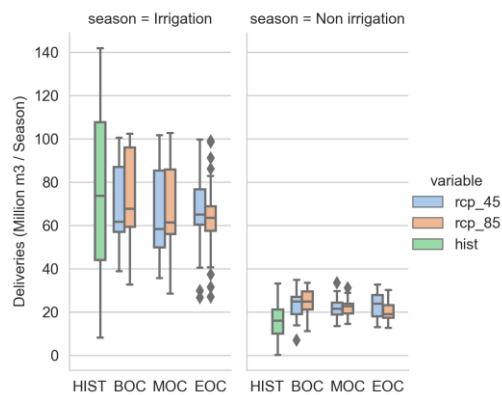 season = Irrigation
season = Non irrigation
Deliveries (Million m3 / Season)
140
120
100
80
60
40
20
0
HIST BOC MOC EOC
HIST BOC MOC EOC
variable
rcp_45
rcp_85
hist